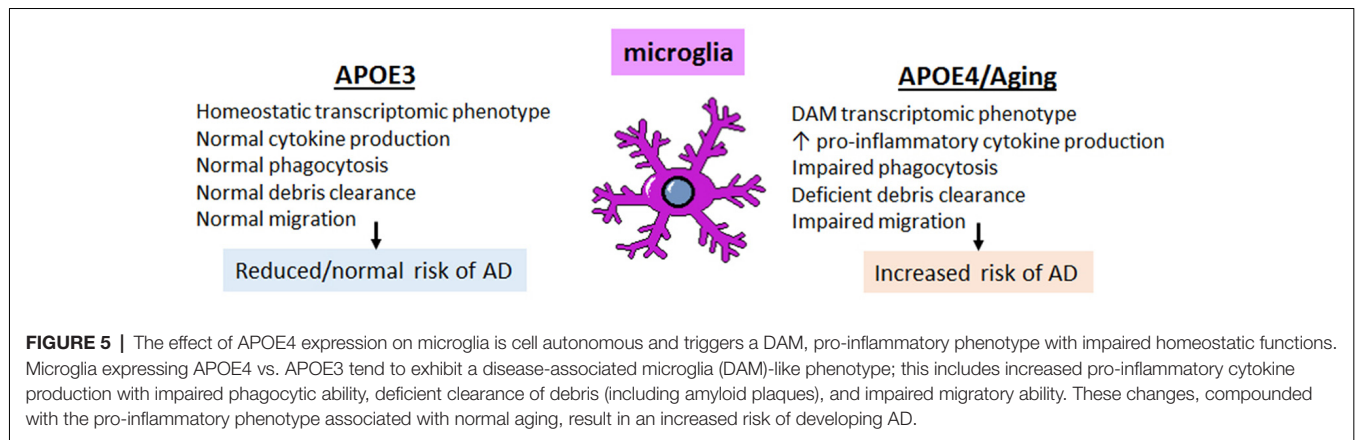 microglia
APOE3
Homeostatic transcriptomic phenotype
Normal cytokine production
Normal phagocytosis
Normal debris clearance
Normal migration
Reduced/normal risk of AD
APOE4/Aging
DAM transcriptomic phenotype
↑ pro-inflammatory cytokine production
Impaired phagocytosis
Deficient debris clearance
Impaired migration
Increased risk of AD
FIGURE 5 | The effect of APOE4 expression on microglia is cell autonomous and triggers a DAM, pro-inflammatory phenotype with impaired homeostatic functions.
Microglia expressing APOE4 vs. APOE3 tend to exhibit a disease-associated microglia (DAM)-like phenotype; this includes increased pro-inflammatory cytokine
production with impaired phagocytic ability, deficient clearance of debris (including amyloid plaques), and impaired migratory ability. These changes, compounded
with the pro-inflammatory phenotype associated with normal aging, result in an increased risk of developing AD.